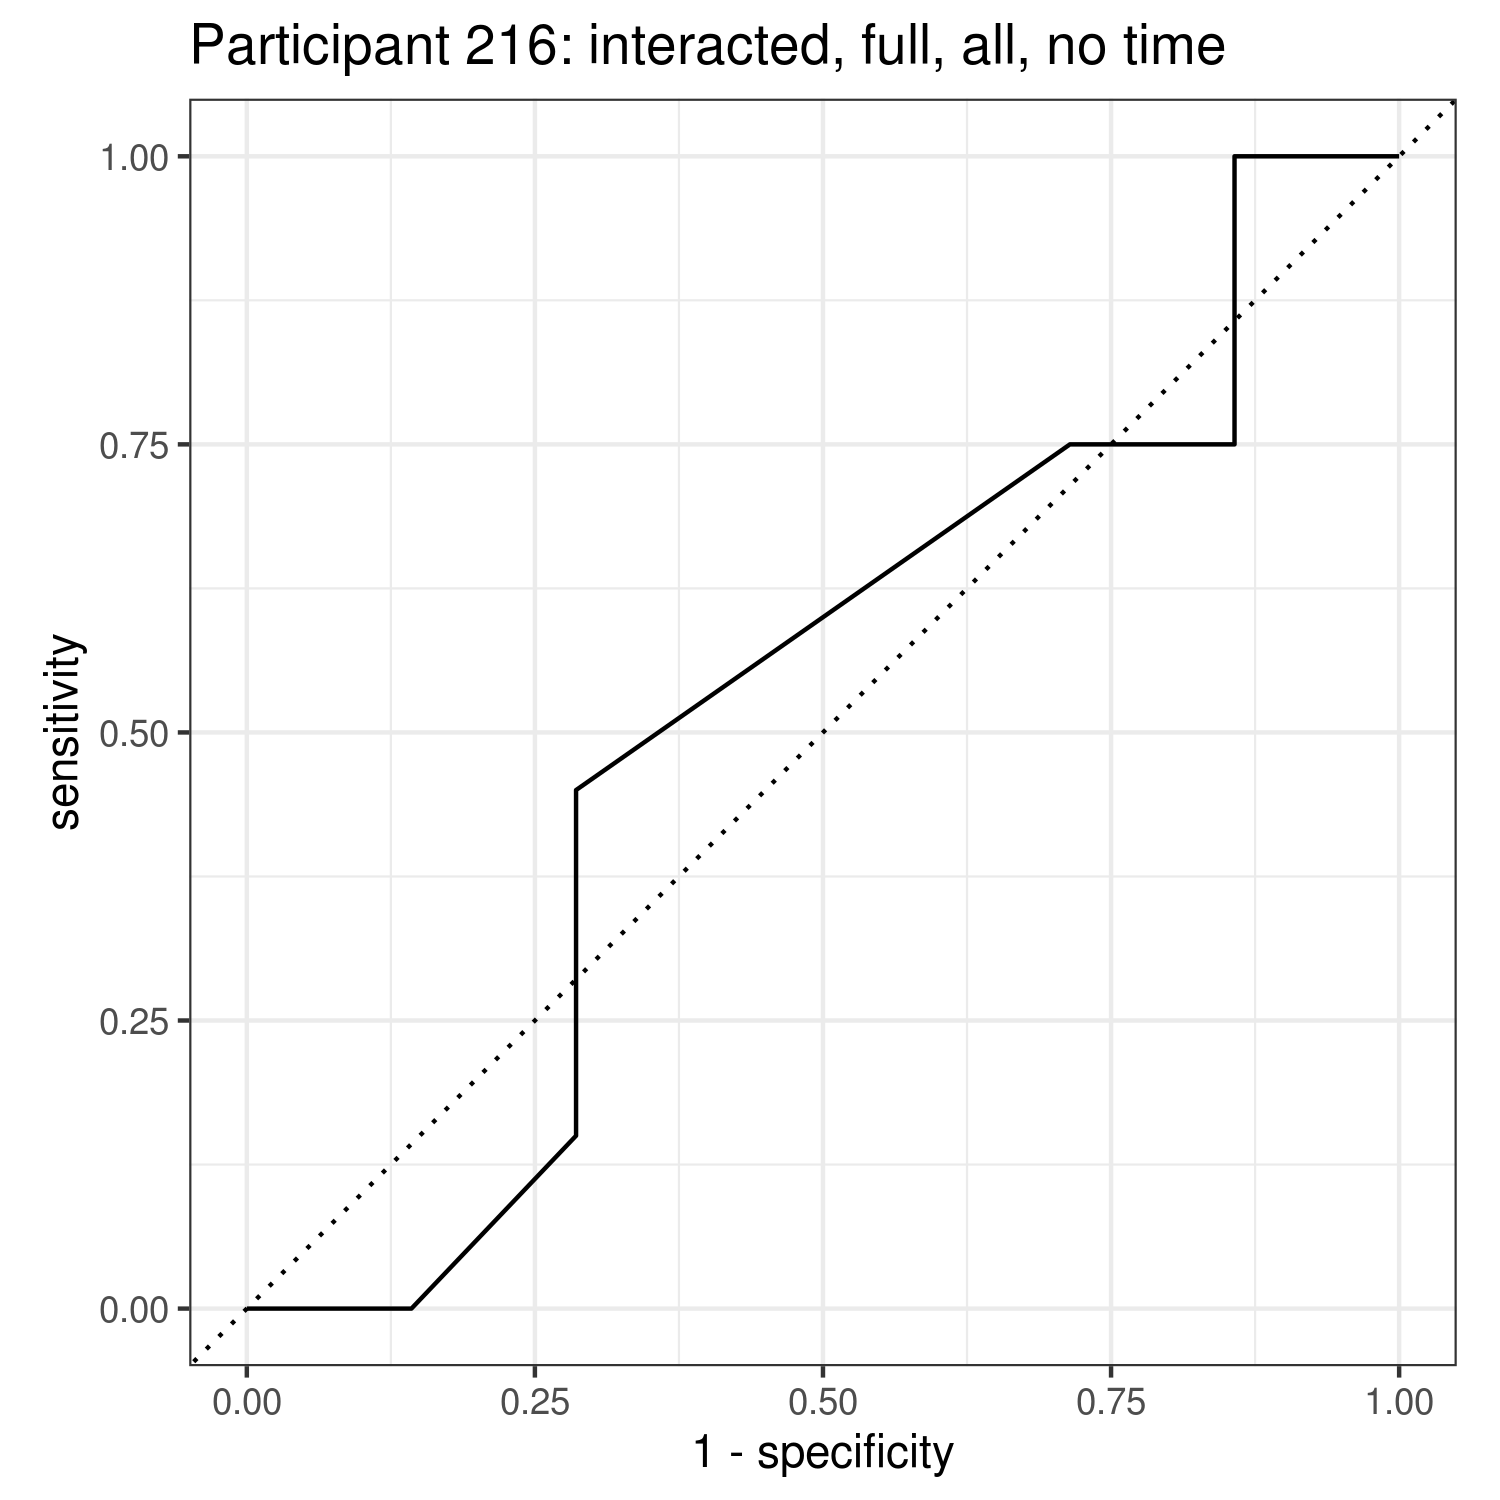 Participant 216: interacted, full, all, no time
1.00
0.75
0.50
0.25
0.00
sensitivity
0.00 0.25 0.50 0.75 1.00
1 - specificity